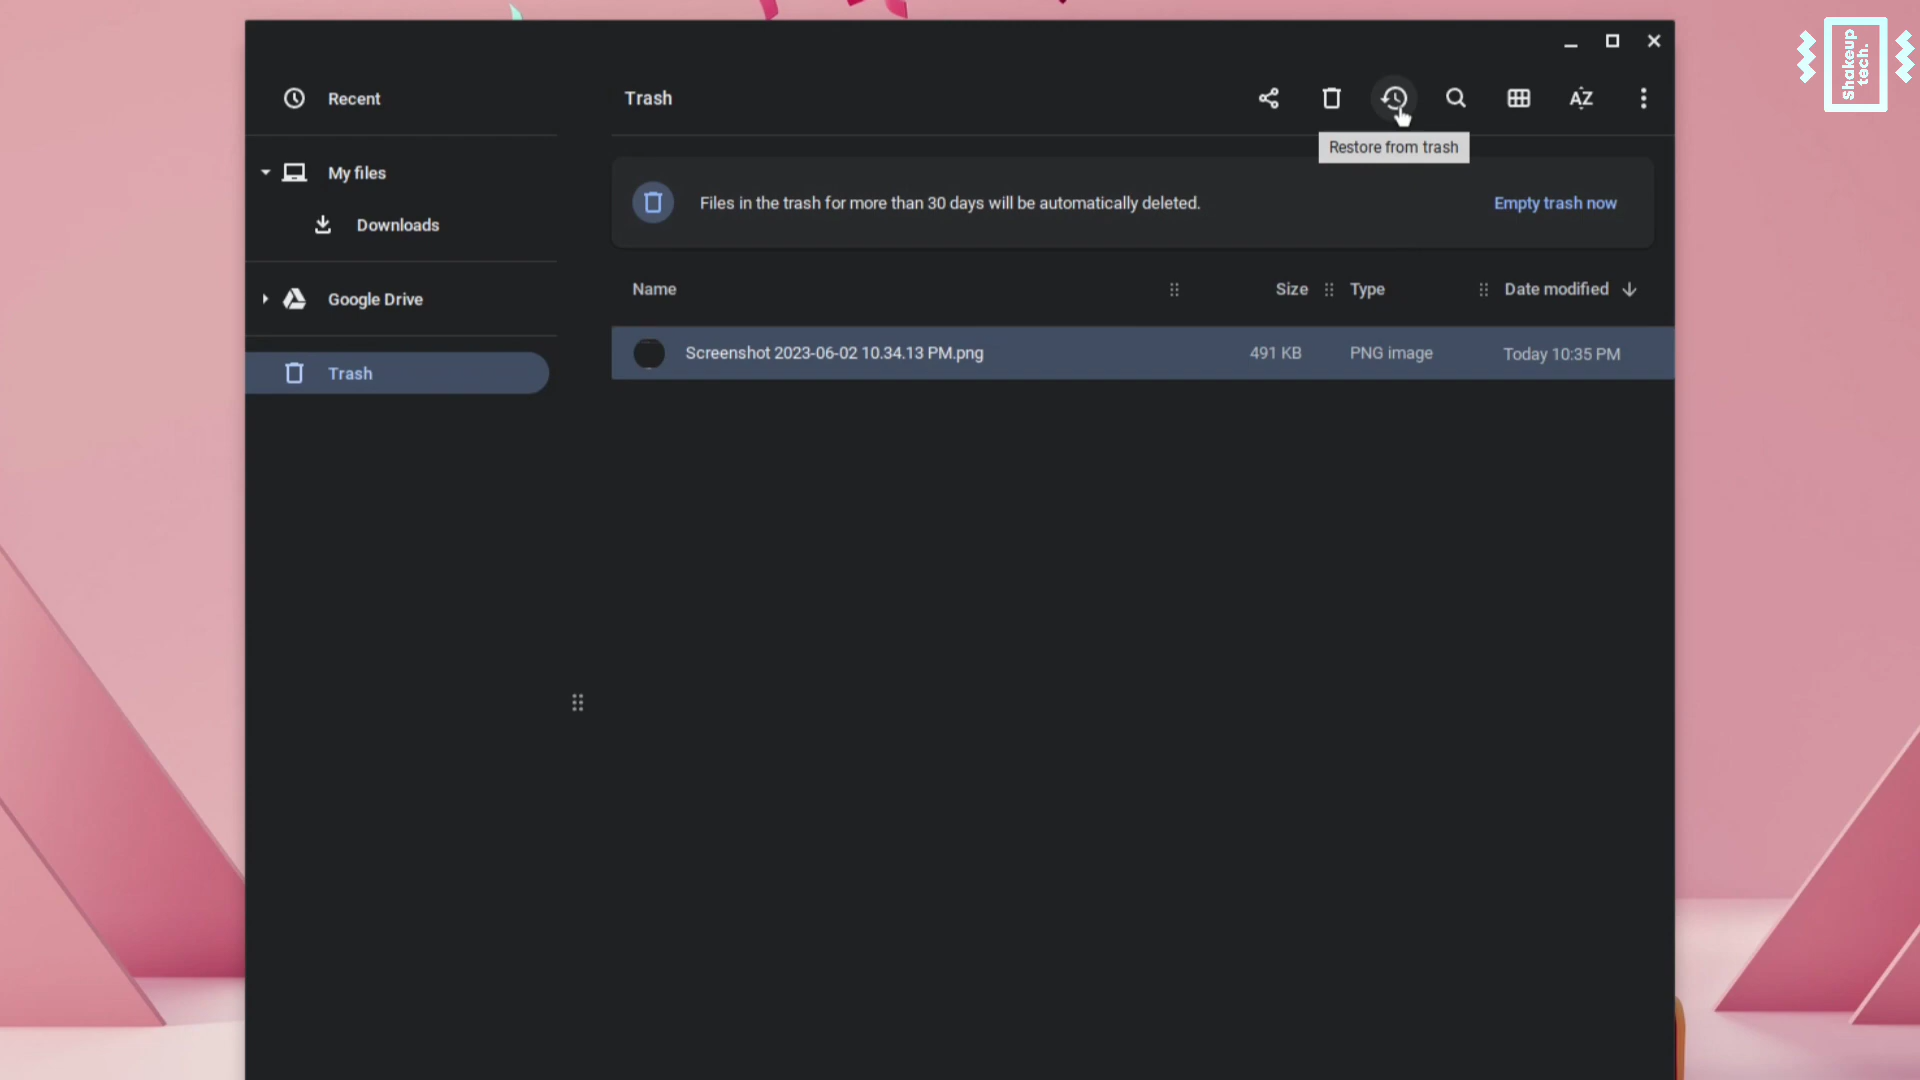 Shakeup
tech.
Recent
Trash
Restore from trash
My files
Downloads
Files in the trash for more than 30 days will be automatically deleted.
Empty trash now
Google Drive
Name
Size
Type
Date modified
Trash
Screenshot 2023-06-02 10.34.13 PM.png
491 KB
PNG image
Today 10:35 PM
AZ